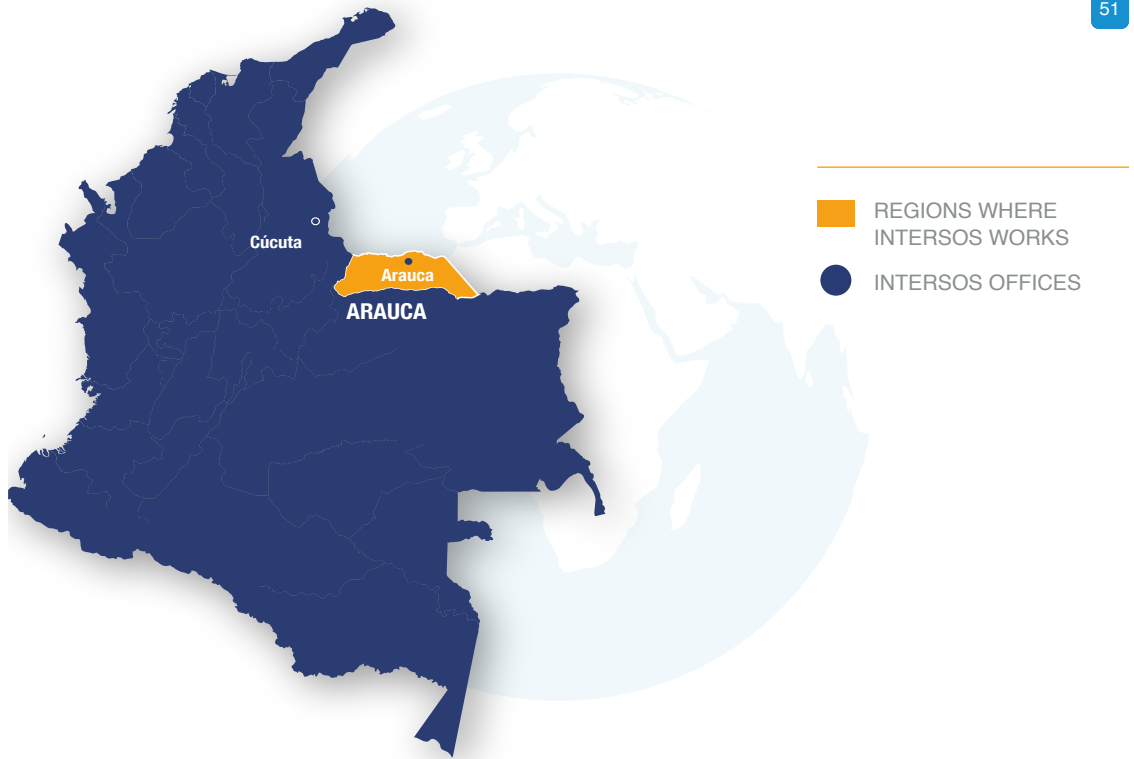 51
REGIONS WHERE
INTERSOS WORKS
INTERSOS OFFICES
Cúcuta
Arauca
ARAUCA